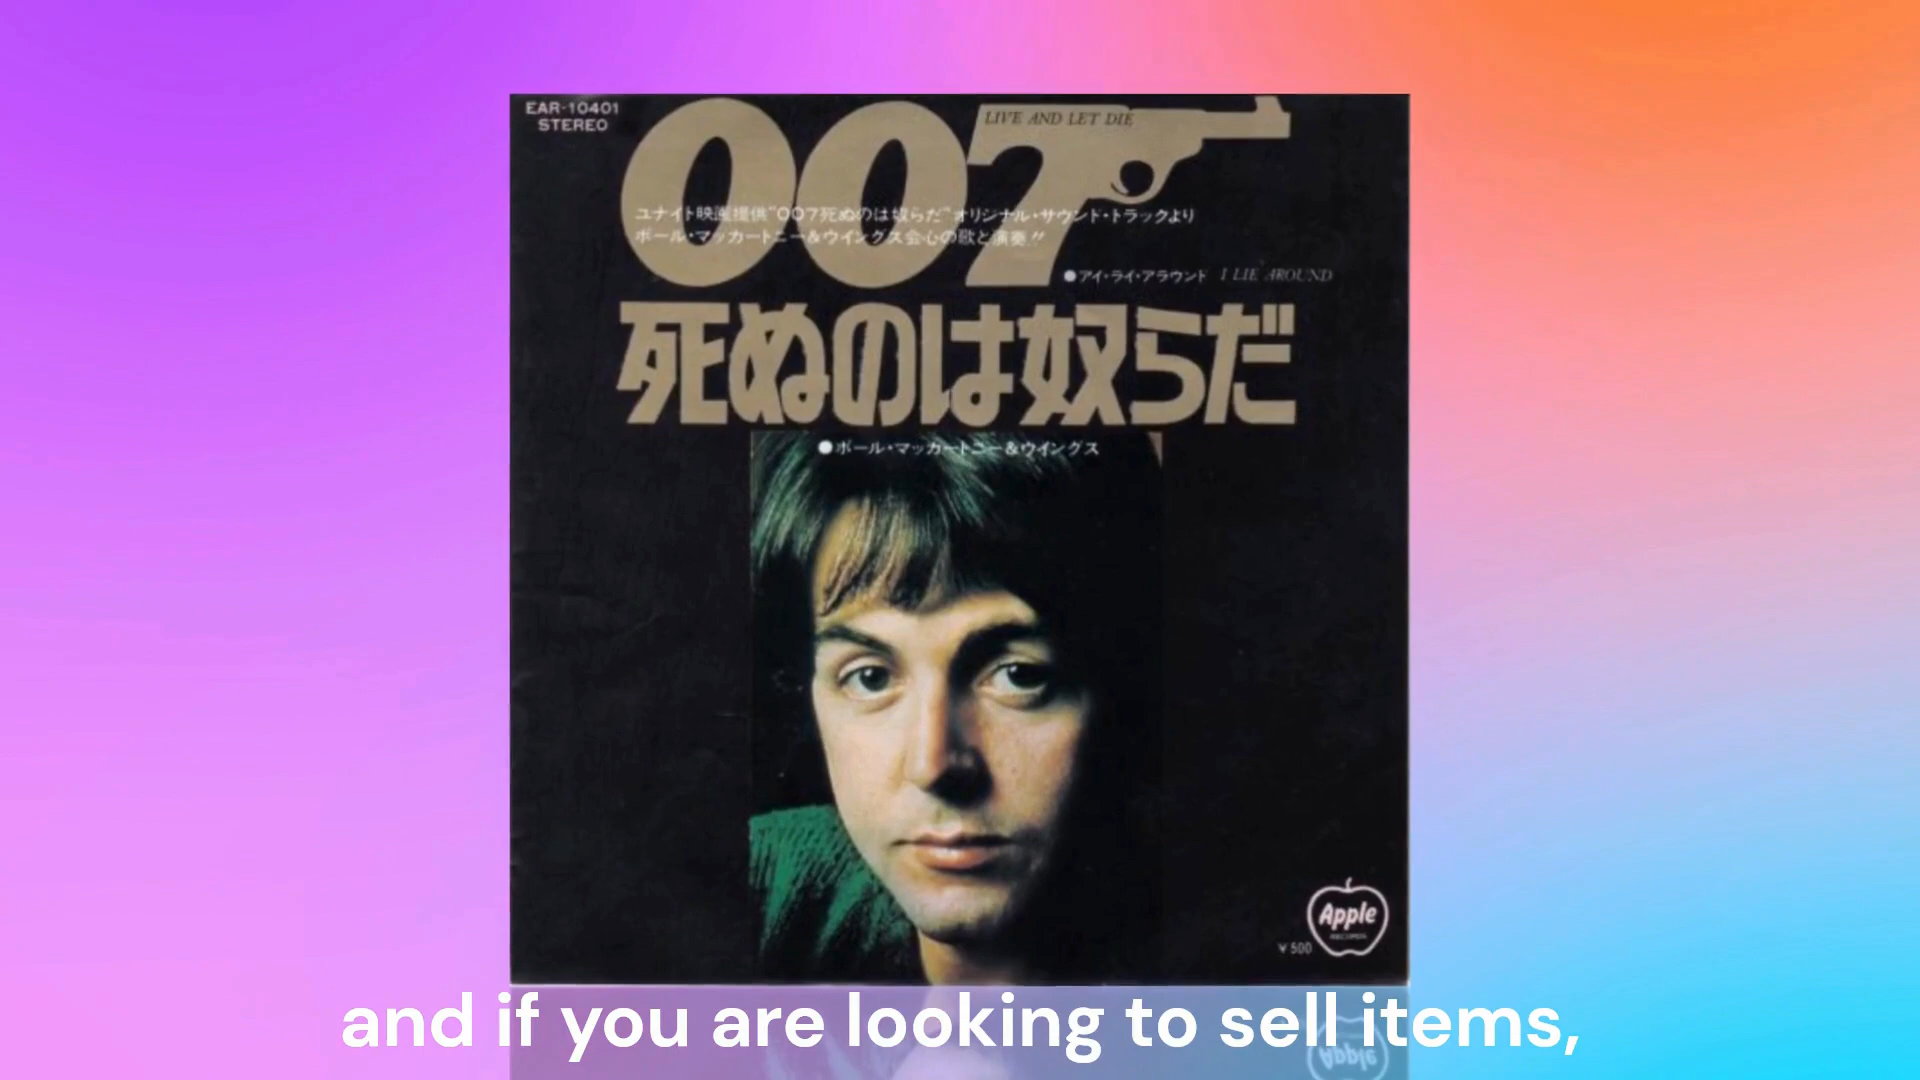 EAR-10401
STEREO
007
LIVE AND LET DIE
ユナイト映画提供"007死ぬのは奴らだ"オリジナル・サウンド・トラックより
ポール・マッカートニー&ウイングス会心の歌と演奏!!
●アイ・ライ・アラウンド I LIE AROUND
死ぬのは奴らだ
●ポール・マッカートニー&ウイングス
Apple
RECORDS
¥500
and if you are looking to sell items,